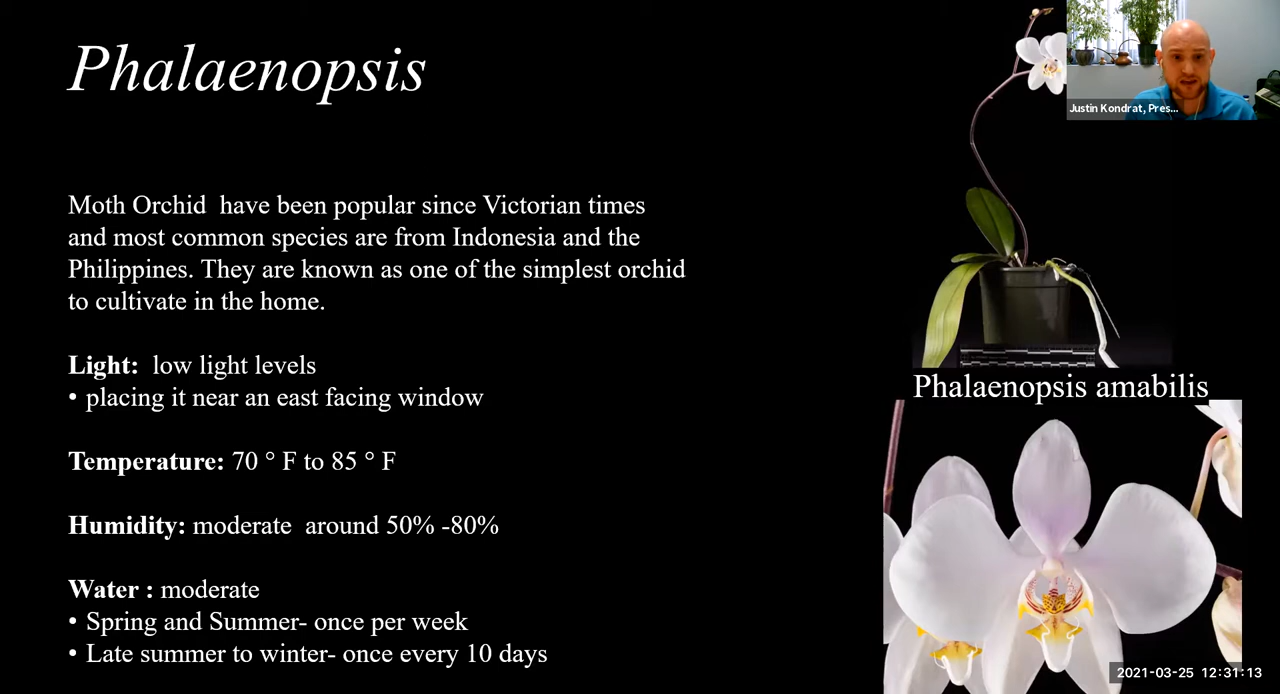 Phalaenopsis
Justin Kondrat, Pres...
Moth Orchid  have been popular since Victorian times
and most common species are from Indonesia and the
Philippines. They are known as one of the simplest orchid
to cultivate in the home.
Light:  low light levels
• placing it near an east facing window
Temperature: 70 ° F to 85 ° F
Humidity: moderate  around 50% -80%
Water : moderate
• Spring and Summer- once per week
• Late summer to winter- once every 10 days
Phalaenopsis amabilis
2021-03-25 12:31:13